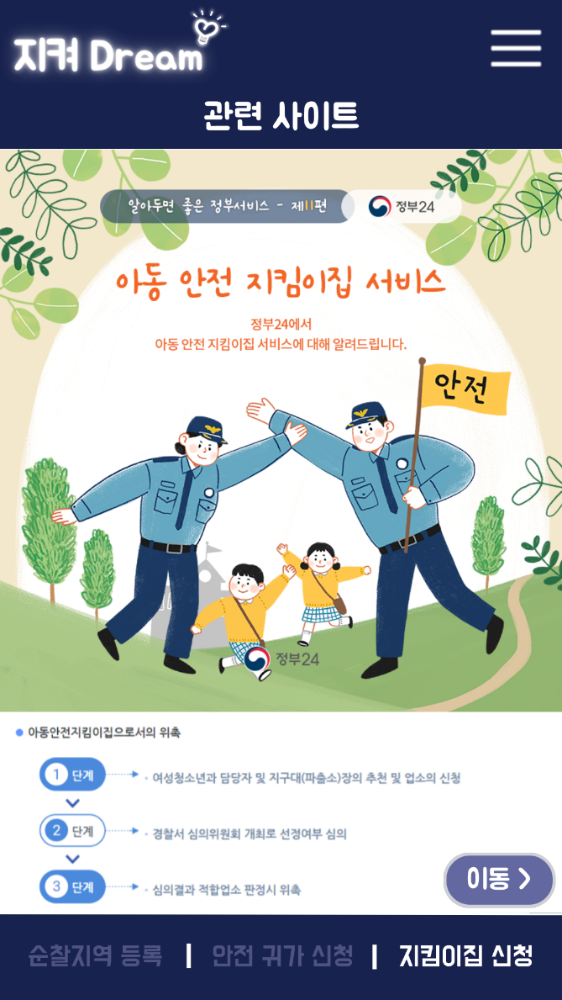 지켜 Dream
관련 사이트
알아두면 좋은 정부서비스 - 제11편
정부24
아동 안전 지킴이집 서비스
정부24에서
아동 안전 지킴이집 서비스에 대해 알려드립니다.
안전
정부24
아동안전지킴이집으로서의 위촉
1 단계
여성청소년과 담당자 및 지구대(파출소)장의 추천 및 업소의 신청
2 단계
경찰서 심의위원회 개최로 선정여부 심의
3 단계
심의결과 적합업소 판정시 위촉
이동 >
순찰지역 등록 | 안전 귀가 신청 | 지킴이집 신청